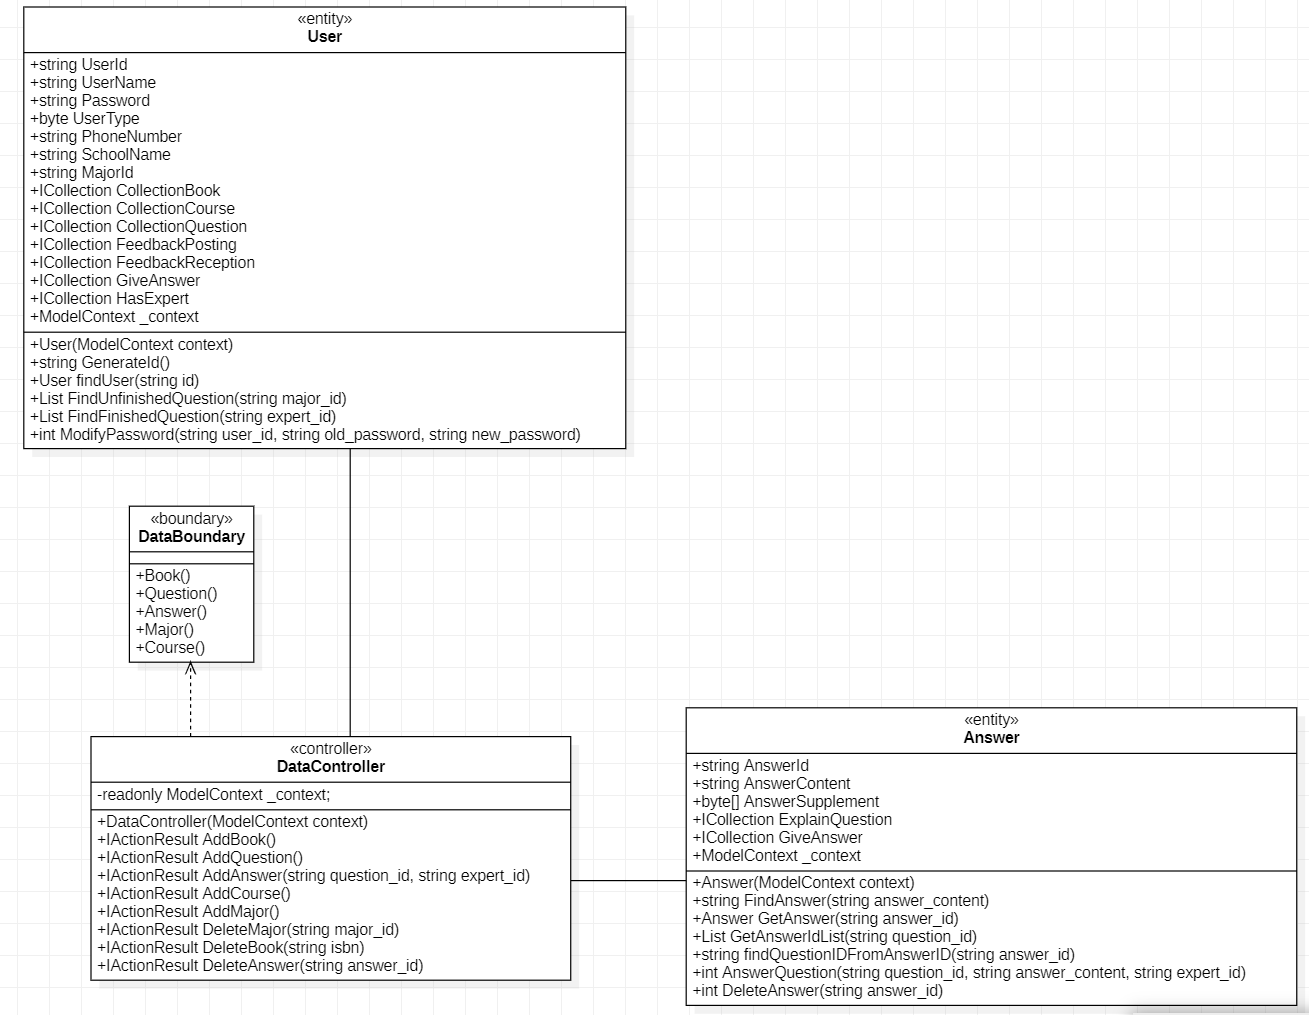 «entity»
User
+string UserId
+string UserName
+string Password
+byte UserType
+string PhoneNumber
+string SchoolName
+string MajorId
+ICollection CollectionBook
+ICollection CollectionCourse
+ICollection CollectionQuestion
+ICollection FeedbackPosting
+ICollection FeedbackReception
+ICollection GiveAnswer
+ICollection HasExpert
+ModelContext _context
+User(ModelContext context)
+string GenerateId()
+User findUser(string id)
+List FindUnfinishedQuestion(string major_id)
+List FindFinishedQuestion(string expert_id)
+int ModifyPassword(string user_id, string old_password, string new_password)
«boundary»
DataBoundary
+Book()
+Question()
+Answer()
+Major()
+Course()
«controller»
DataController
-readonly ModelContext _context;
+DataController(ModelContext context)
+IActionResult AddBook()
+IActionResult AddQuestion()
+IActionResult AddAnswer(string question_id, string expert_id)
+IActionResult AddCourse()
+IActionResult AddMajor()
+IActionResult DeleteMajor(string major_id)
+IActionResult DeleteBook(string isbn)
+IActionResult DeleteAnswer(string answer_id)
«entity»
Answer
+string AnswerId
+string AnswerContent
+byte[] AnswerSupplement
+ICollection ExplainQuestion
+ICollection GiveAnswer
+ModelContext _context
+Answer(ModelContext context)
+string FindAnswer(string answer_content)
+Answer GetAnswer(string answer_id)
+List GetAnswerIdList(string question_id)
+string findQuestionIDFromAnswerID(string answer_id)
+int AnswerQuestion(string question_id, string answer_content, string expert_id)
+int DeleteAnswer(string answer_id)